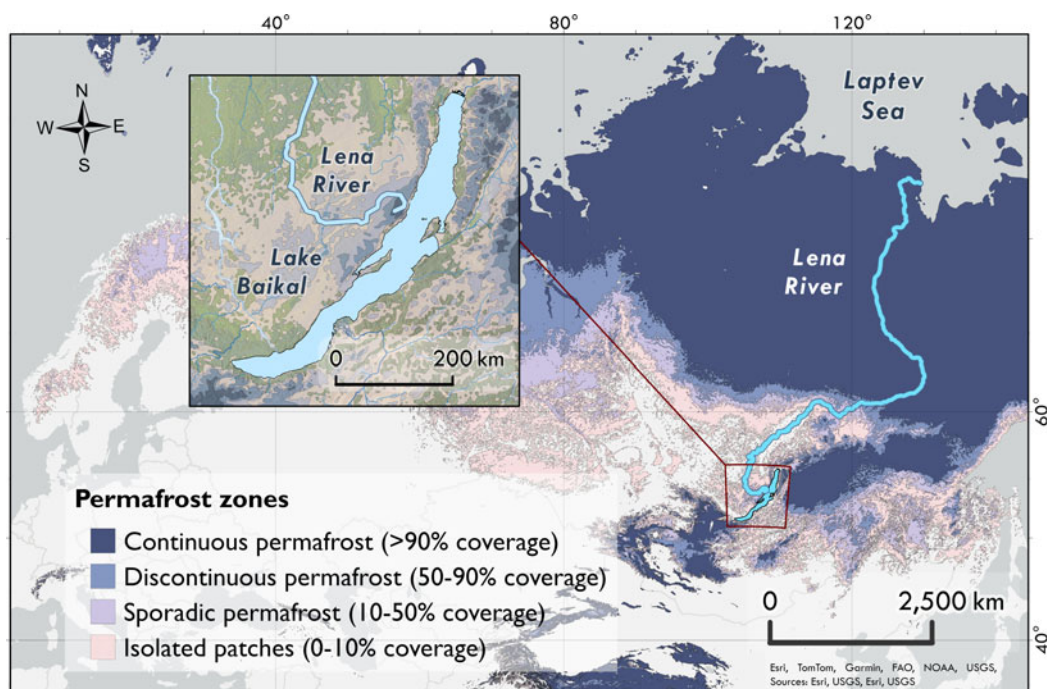 40°
80°
120°
N
W E
S
Laptev
Sea
Lena
River
Lake
Baikal
0 200 km
Lena
River
60°
Permafrost zones
Continuous permafrost (>90% coverage)
Discontinuous permafrost (50-90% coverage)
Sporadic permafrost (10-50% coverage)
Isolated patches (0-10% coverage)
0 2,500 km
40°
Esri, TomTom, Garmin, FAO, NOAA, USGS,
Sources: Esri, USGS, Esri, USGS